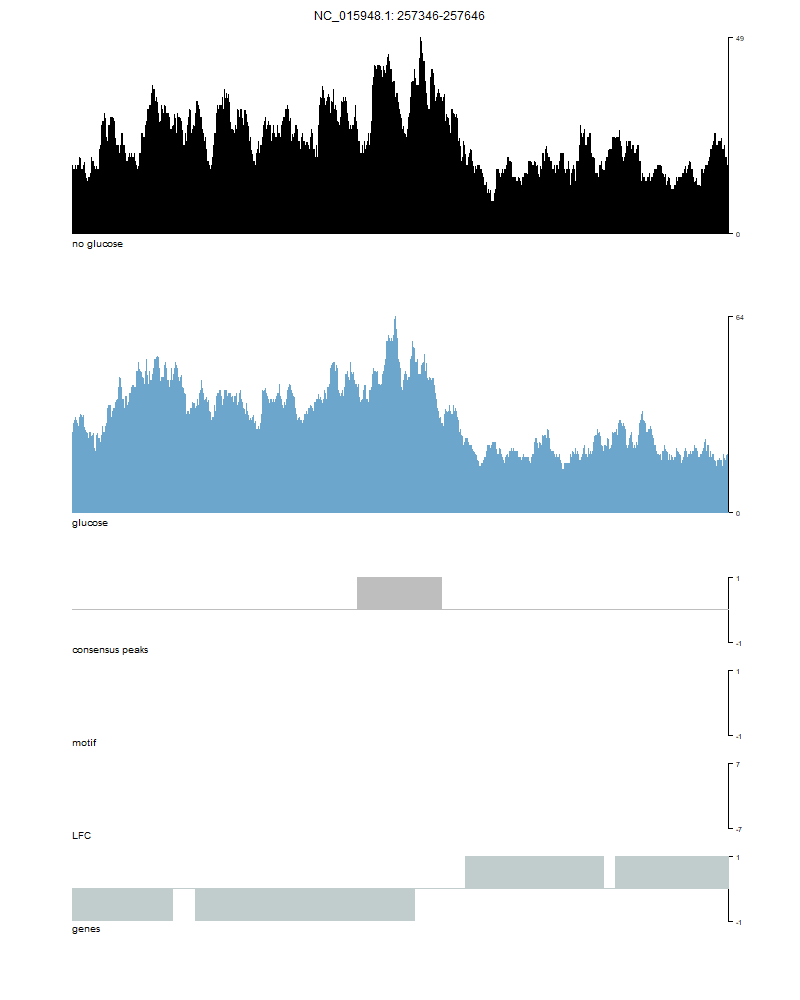 NC_015948.1: 257346-257646
49
0
no glucose
64
0
glucose
1
-1
consensus peaks
1
-1
motif
7
-7
LFC
1
-1
genes